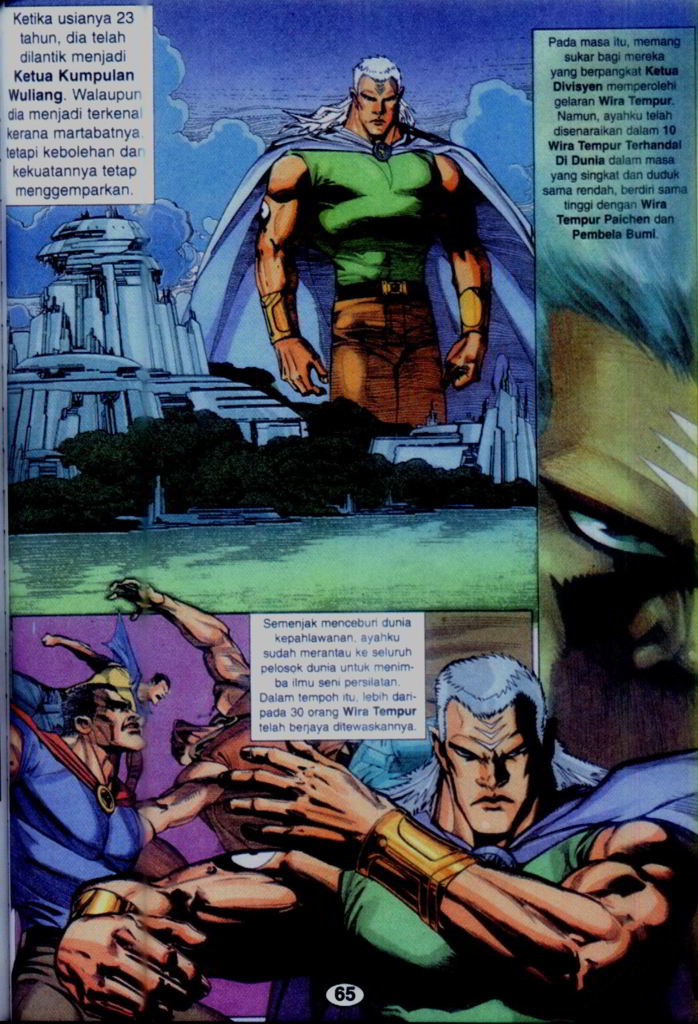 Ketika usianya 23
tahun, dia telah
dilantik menjadi
Ketua Kumpulan
Wuliang. Walaupun
dia menjadi terkenal
kerana martabatnya,
tetapi kebolehan dan
kekuatannya tetap
menggemparkan.
Pada masa itu, memang
sukar bagi mereka
yang berpangkat Ketua
Divisyen memperolehi
gelaran Wira Tempur.
Namun, ayahku telah
disenaraikan dalam 10
Wira Tempur Terhandal
Di Dunia dalam masa
yang singkat dan duduk
sama rendah, berdiri sama
tinggi dengan Wira
Tempur Paichen dan
Pembela Bumi.
Semenjak menceburi dunia
kepahlawanan, ayahku
sudah merantau ke seluruh
pelosok dunia untuk menim-
ba ilmu seni persilatan.
Dalam tempoh itu, lebih dari-
pada 30 orang Wira Tempur
telah berjaya ditewaskannya.
65